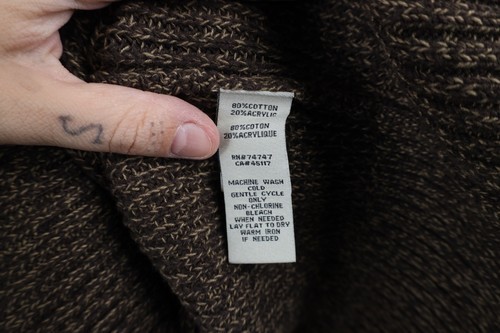 80%COTTON
20%ACRYLIC
80%COTON
20%ACRYLIQUE
RN#74747
CA#45117
MACHINE WASH
COLD
GENTLE CYCLE
ONLY
NON-CHLORINE
BLEACH
WHEN NEEDED
LAY FLAT TO DRY
WARM IRON
IF NEEDED